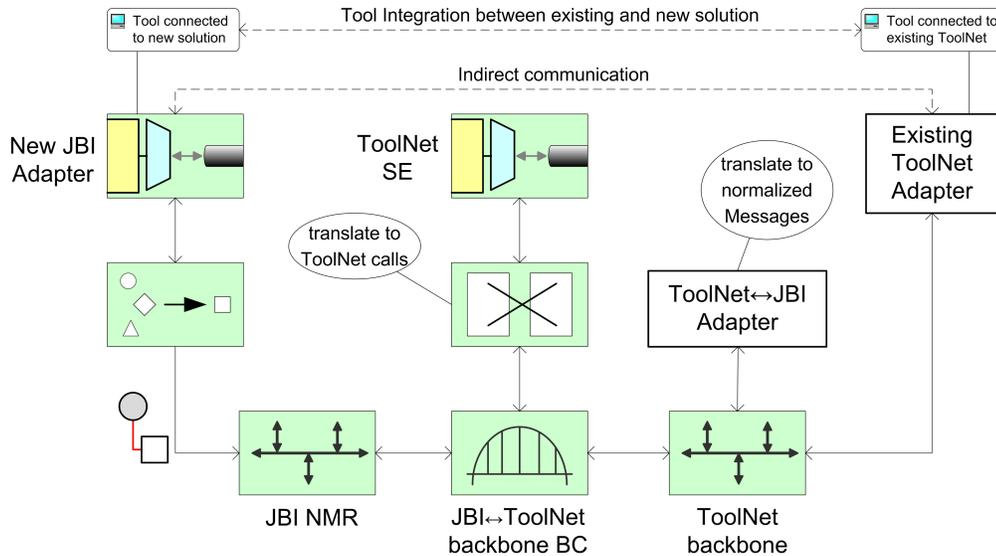 Tool connected
to new solution
Tool Integration between existing and new solution
Tool connected to
existing ToolNet
Indirect communication
New JBI
Adapter
ToolNet
SE
translate to
normalized
Messages
Existing
ToolNet
Adapter
translate to
ToolNet calls
ToolNet↔JBI
Adapter
JBI NMR
JBI↔ToolNet
backbone BC
ToolNet
backbone